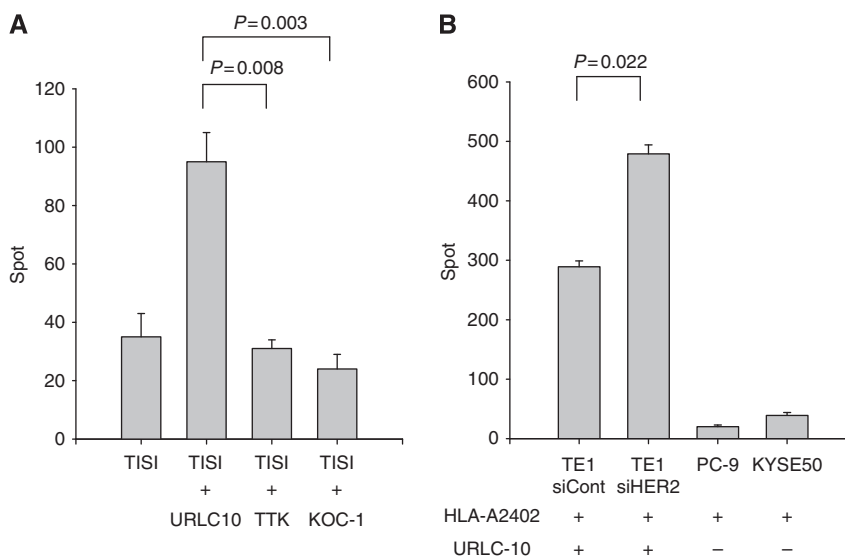 A
P=0.003
P=0.008
120
100
80
60
40
20
0
Spot
TISI TISI TISI TISI
+ + +
URLC10 TTK KOC-1
B
P=0.022
600
500
400
300
200
100
0
Spot
TE1 TE1 PC-9 KYSE50
siCont siHER2
HLA-A2402 + + + +
URLC-10 + + – –